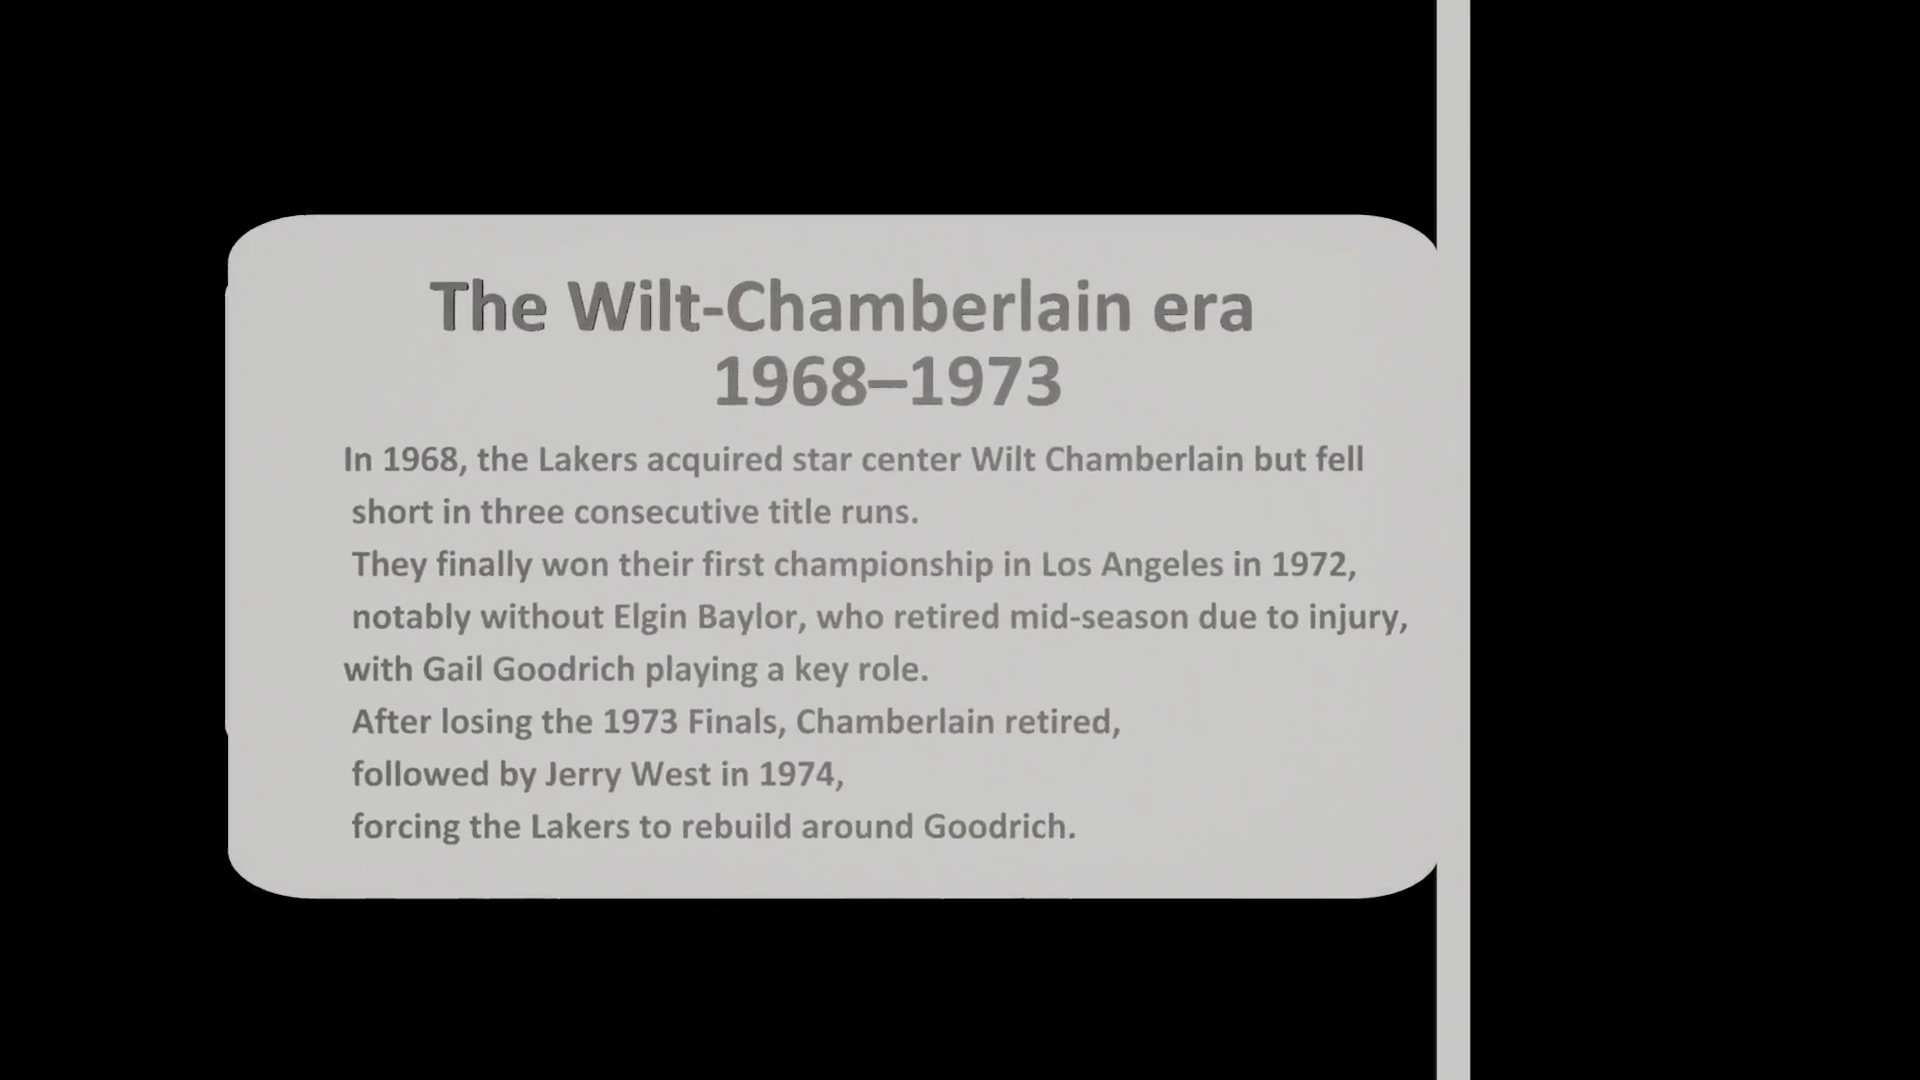 The Wilt-Chamberlain era
1968–1973
In 1968, the Lakers acquired star center Wilt Chamberlain but fell
short in three consecutive title runs.
They finally won their first championship in Los Angeles in 1972,
notably without Elgin Baylor, who retired mid-season due to injury,
with Gail Goodrich playing a key role.
After losing the 1973 Finals, Chamberlain retired,
followed by Jerry West in 1974,
forcing the Lakers to rebuild around Goodrich.